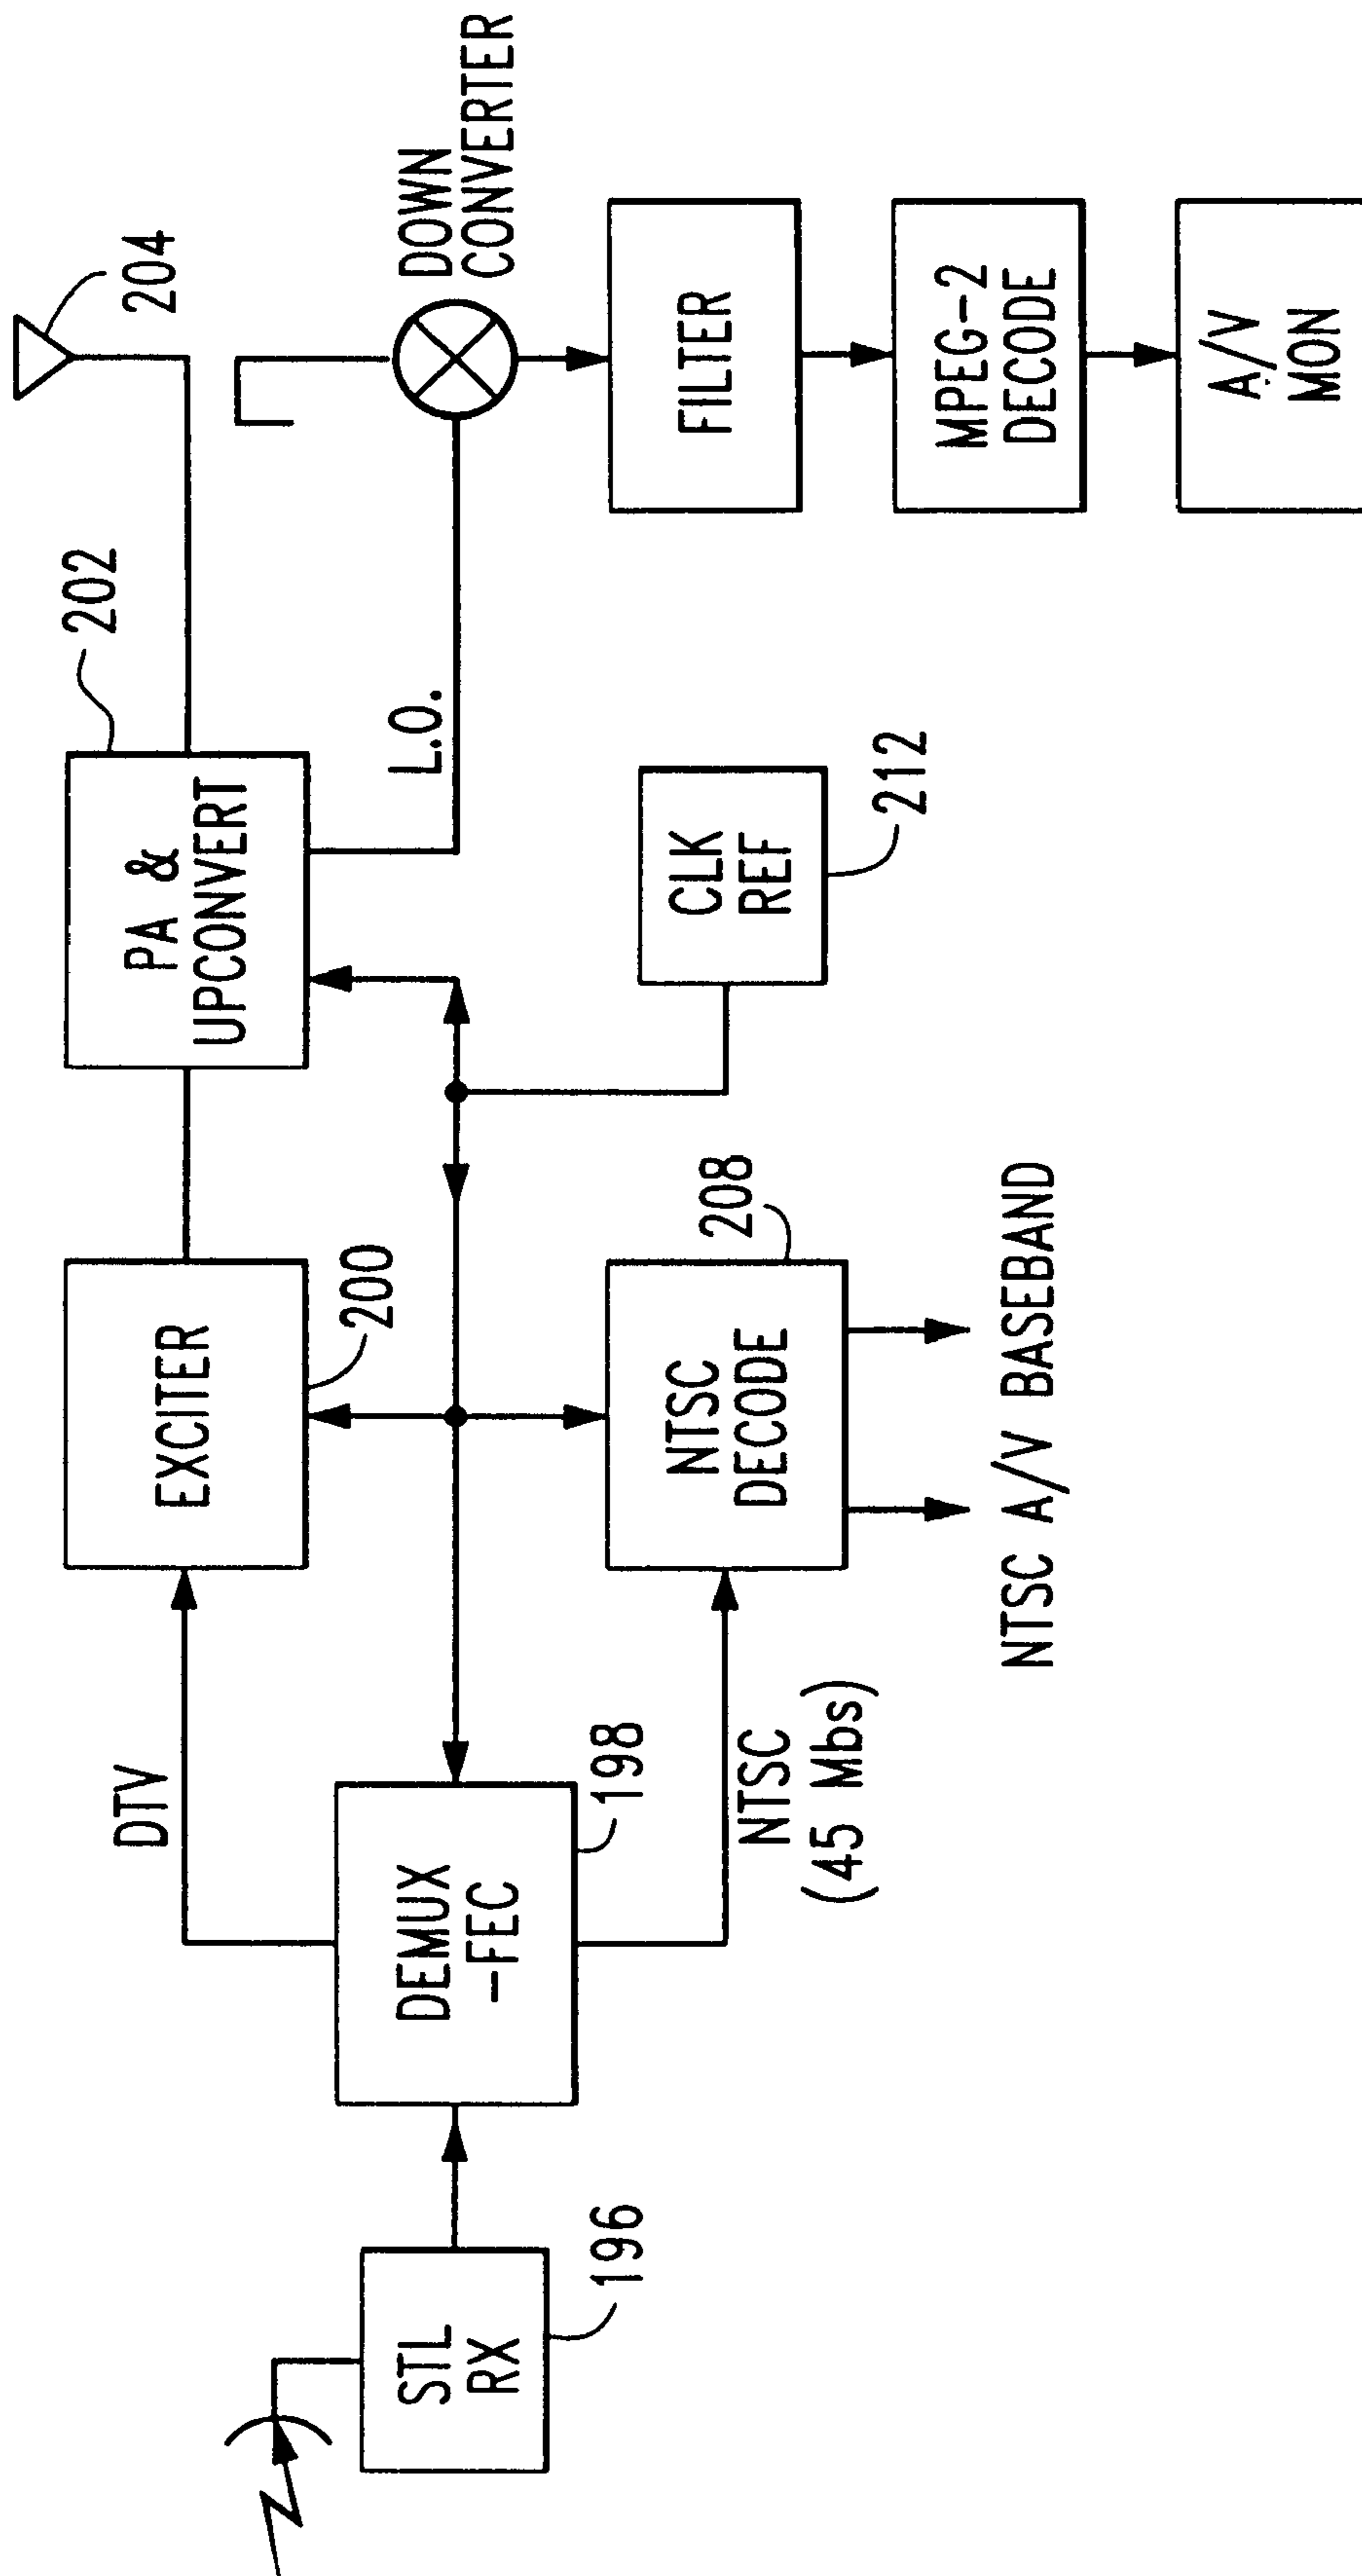 204
202
DOWN
CONVERTER
PA &
UPCONVERT
L.O.
FILTER
MPEG-2
DECODE
A/V
MON
CLK
REF
212
EXCITER
200
208
NTSC
DECODE
NTSC A/V BASEBAND
DTV
DEMUX
-FEC
198
NTSC
(45 Mbs)
STL
RX
196